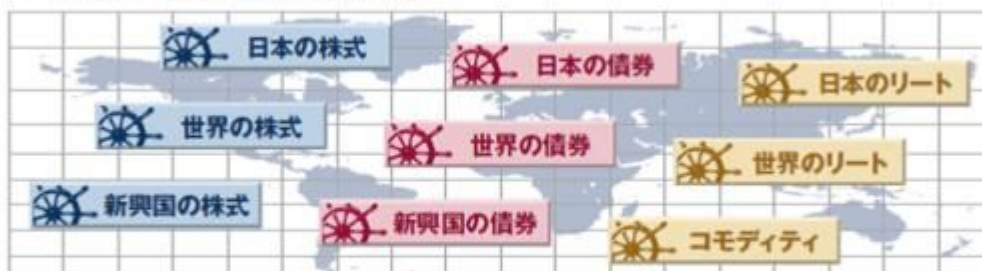 日本の株式
世界の株式
新興国の株式
日本の債券
世界の債券
新興国の債券
日本のリート
世界のリート
コモディティ